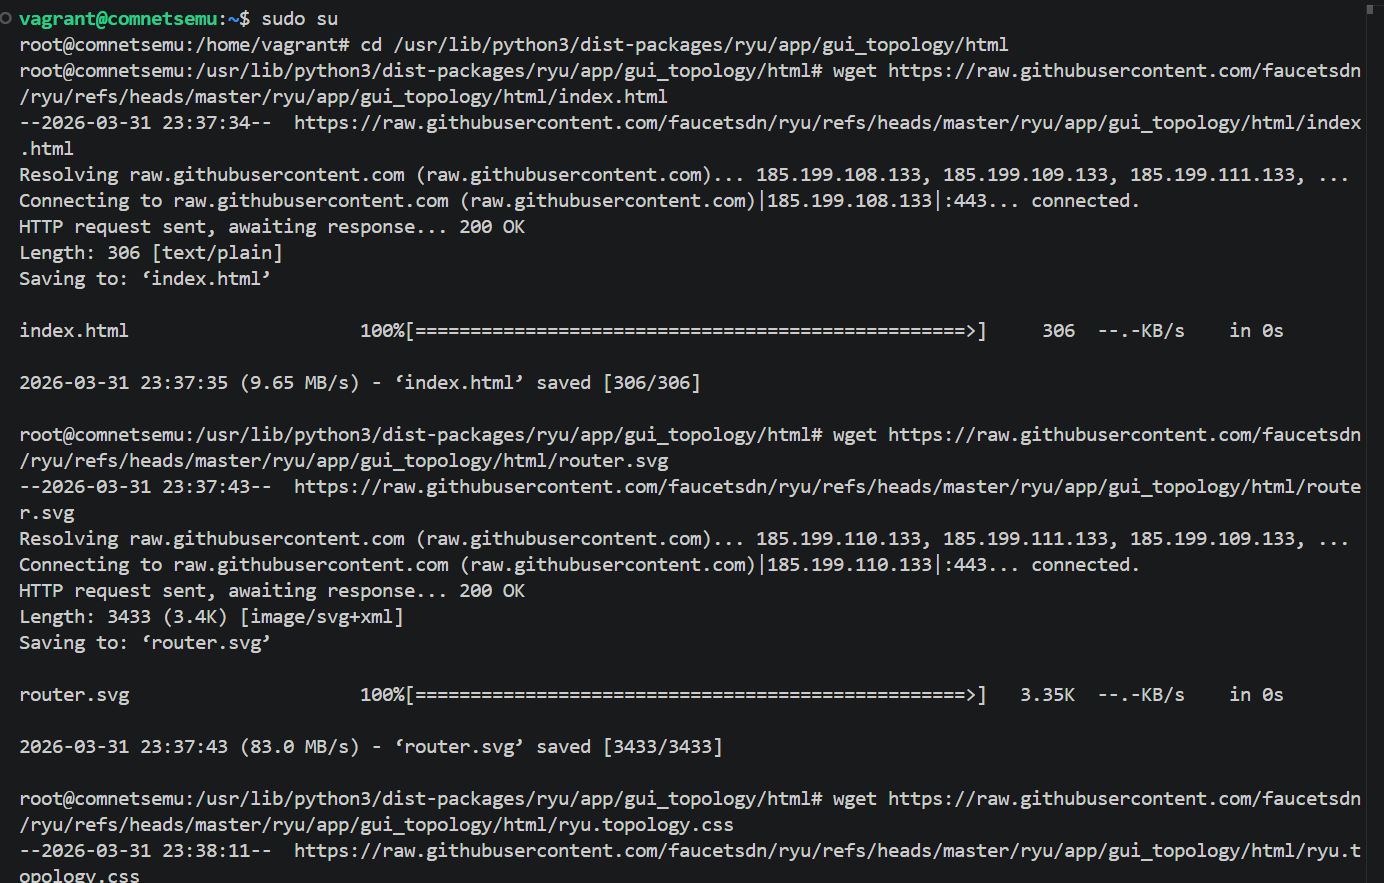 vagrant@comnetsemu:~$ sudo su
root@comnetsemu:/home/vagrant# cd /usr/lib/python3/dist-packages/ryu/app/gui_topology/html
root@comnetsemu:/usr/lib/python3/dist-packages/ryu/app/gui_topology/html# wget https://raw.githubusercontent.com/faucetsdn
/ryu/refs/heads/master/ryu/app/gui_topology/html/index.html
--2026-03-31 23:37:34--  https://raw.githubusercontent.com/faucetsdn/ryu/refs/heads/master/ryu/app/gui_topology/html/index
.html
Resolving raw.githubusercontent.com (raw.githubusercontent.com)... 185.199.108.133, 185.199.109.133, 185.199.111.133, ...
Connecting to raw.githubusercontent.com (raw.githubusercontent.com)|185.199.108.133|:443... connected.
HTTP request sent, awaiting response... 200 OK
Length: 306 [text/plain]
Saving to: ‘index.html’
index.html                     100%[==================================================>]     306  --.-KB/s    in 0s
2026-03-31 23:37:35 (9.65 MB/s) - ‘index.html’ saved [306/306]
root@comnetsemu:/usr/lib/python3/dist-packages/ryu/app/gui_topology/html# wget https://raw.githubusercontent.com/faucetsdn
/ryu/refs/heads/master/ryu/app/gui_topology/html/router.svg
--2026-03-31 23:37:43--  https://raw.githubusercontent.com/faucetsdn/ryu/refs/heads/master/ryu/app/gui_topology/html/route
r.svg
Resolving raw.githubusercontent.com (raw.githubusercontent.com)... 185.199.110.133, 185.199.111.133, 185.199.109.133, ...
Connecting to raw.githubusercontent.com (raw.githubusercontent.com)|185.199.110.133|:443... connected.
HTTP request sent, awaiting response... 200 OK
Length: 3433 (3.4K) [image/svg+xml]
Saving to: ‘router.svg’
router.svg                     100%[==================================================>]   3.35K  --.-KB/s    in 0s
2026-03-31 23:37:43 (83.0 MB/s) - ‘router.svg’ saved [3433/3433]
root@comnetsemu:/usr/lib/python3/dist-packages/ryu/app/gui_topology/html# wget https://raw.githubusercontent.com/faucetsdn
/ryu/refs/heads/master/ryu/app/gui_topology/html/ryu.topology.css
--2026-03-31 23:38:11--  https://raw.githubusercontent.com/faucetsdn/ryu/refs/heads/master/ryu/app/gui_topology/html/ryu.t
opology.css